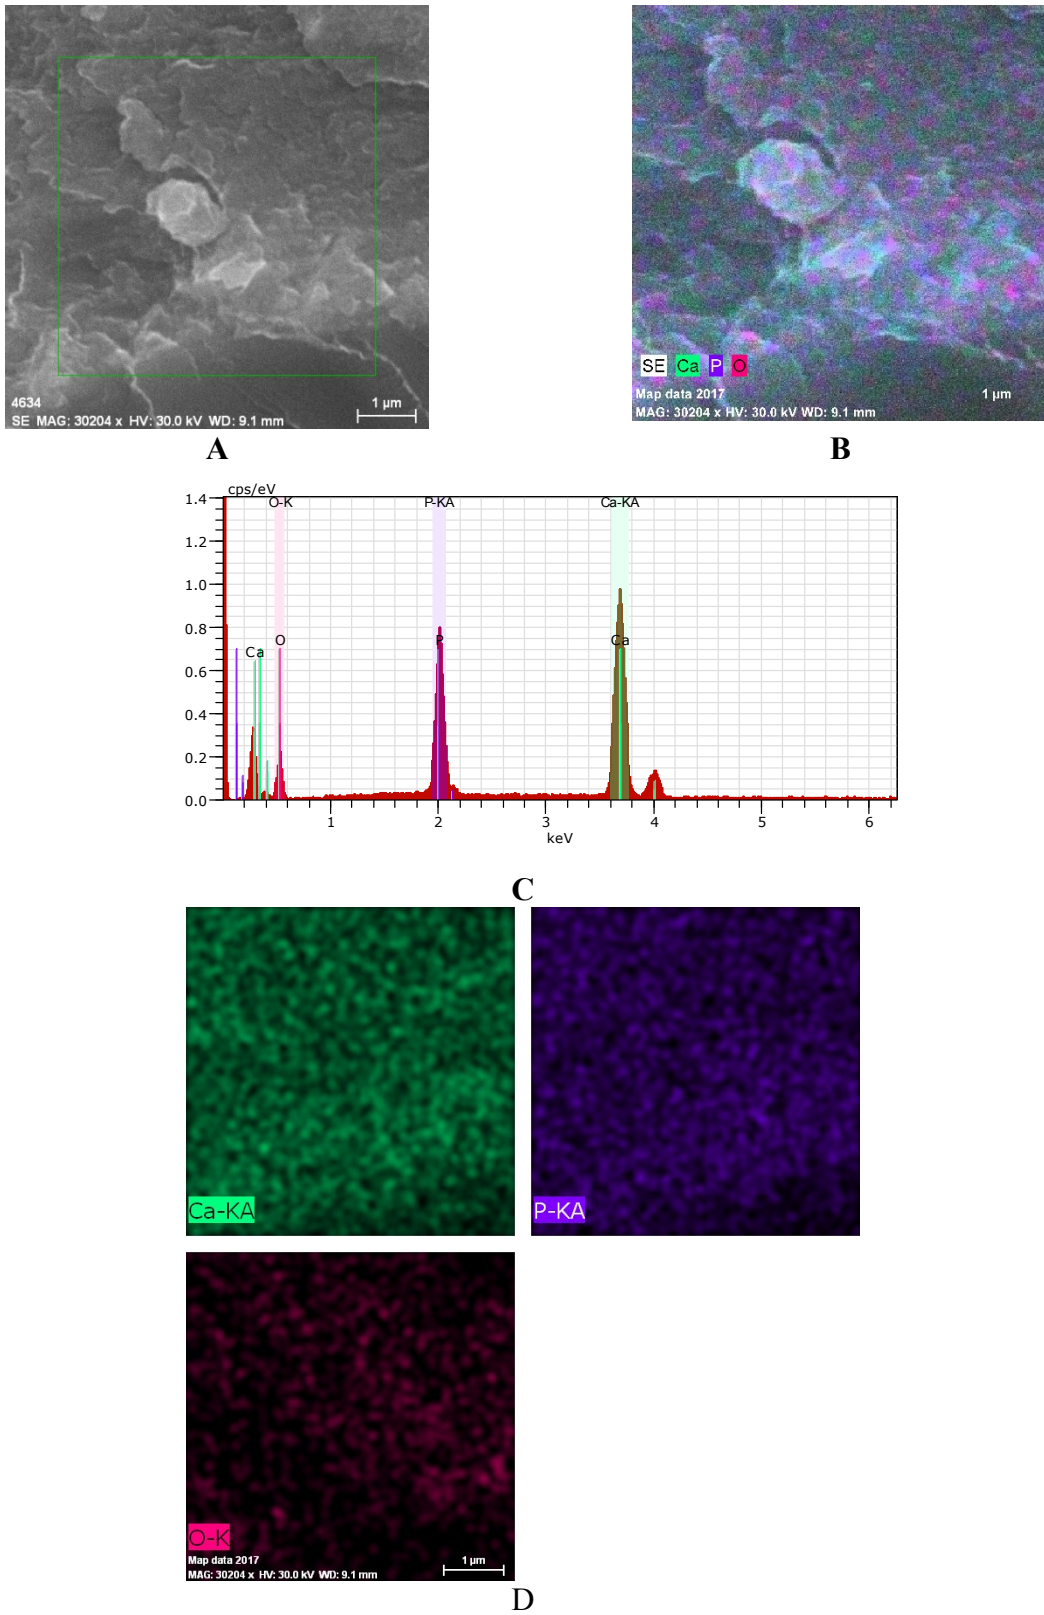 4634
SE MAG: 30204 x HV: 30.0 kV WD: 9.1 mm
1 µm
A
SE Ca P O
Map data 2017
MAG: 30204 x HV: 30.0 kV WD: 9.1 mm
1 µm
B
cps/eV
O-K P-KA Ca-KA
1.4
1.2
1.0
0.8
0.6
0.4
0.2
0.0
Ca O P Ca
1 2 3 4 5 6
keV
C
Ca-KA
P-KA
O-K
Map data 2017
MAG: 30204 x HV: 30.0 kV WD: 9.1 mm
1 µm
D